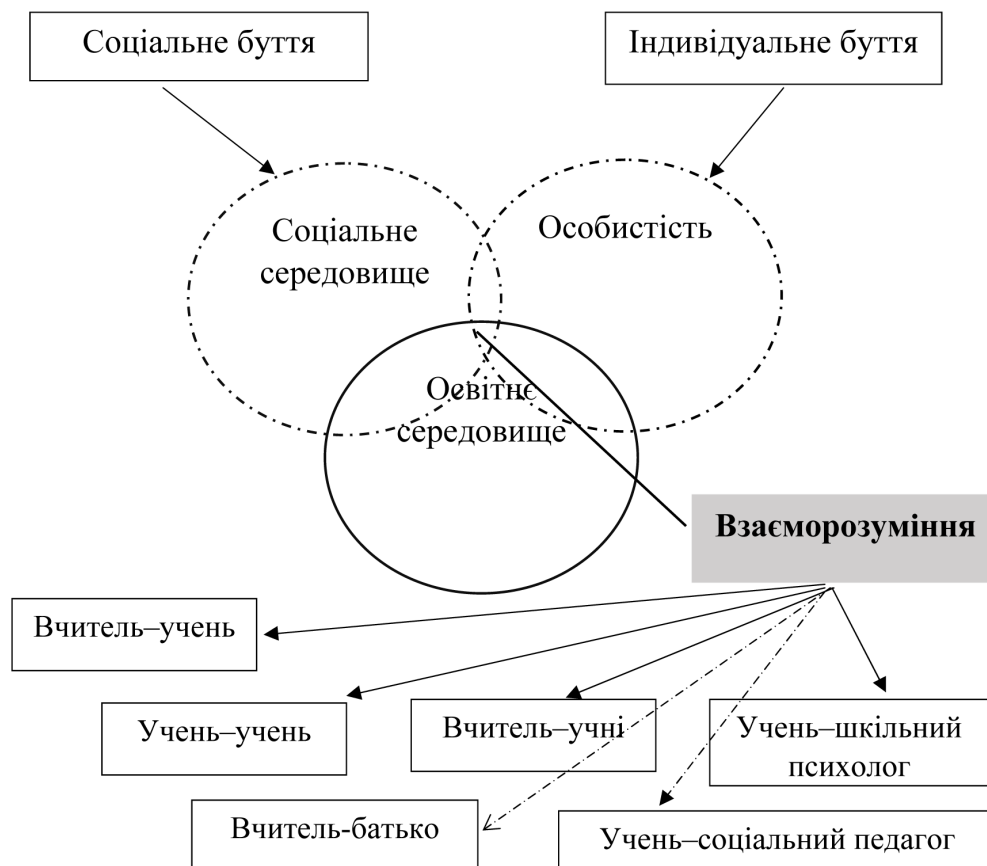 Соціальне буття
Індивідуальне буття
Соціальне
середовище
Особистість
Освітнє
середовище
Взаєморозуміння
Вчитель–учень
Учень–учень
Вчитель–учні
Учень–шкільний
психолог
Вчитель-батько
Учень–соціальний педагог